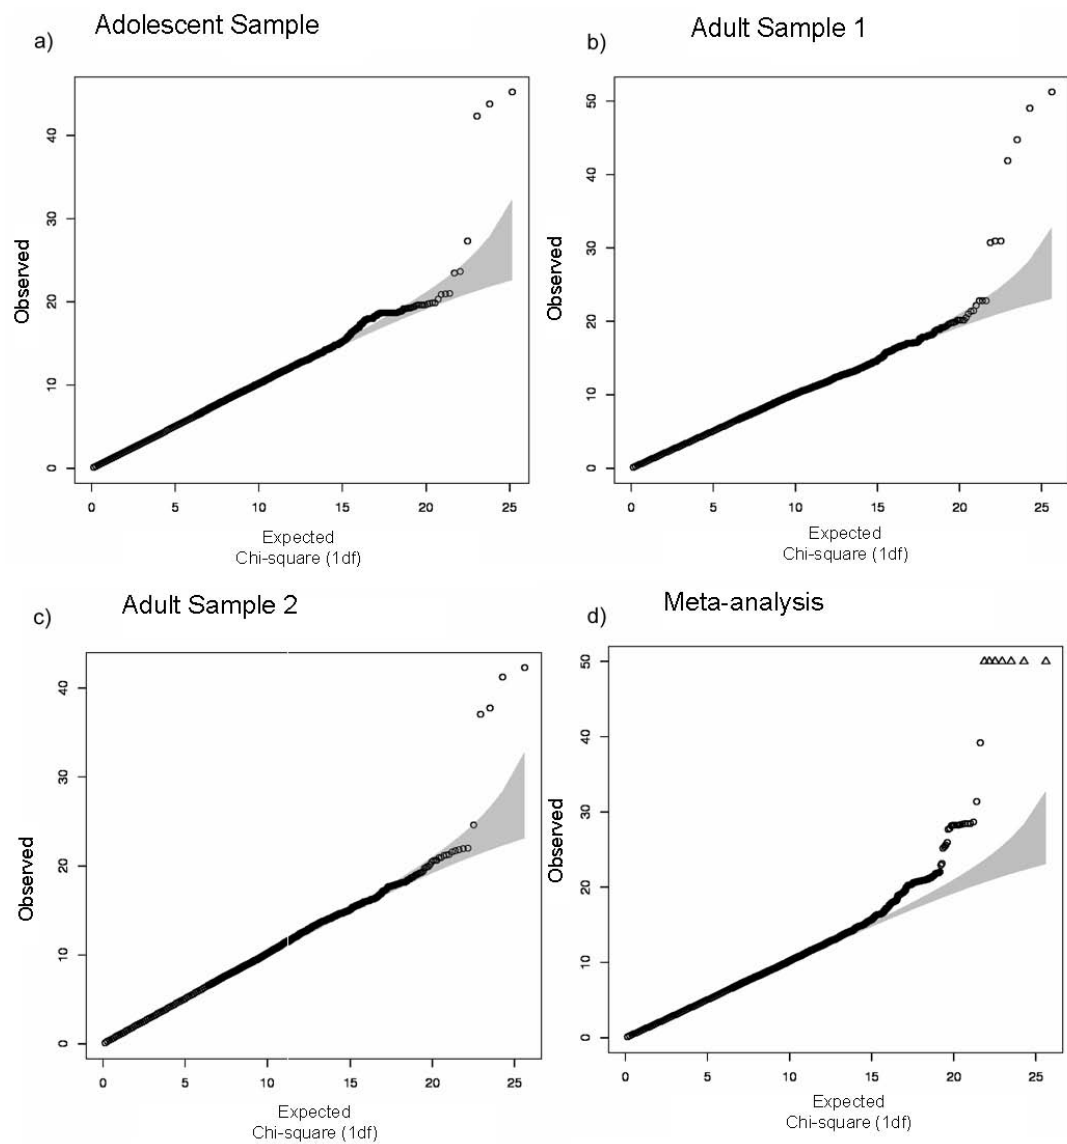 a) Adolescent Sample
b) Adult Sample 1
Observed
40
30
20
10
0
0 5 10 15 20 25
Expected
Chi-square (1df)
Observed
50
40
30
20
10
0
0 5 10 15 20 25
Expected
Chi-square (1df)
c) Adult Sample 2
d) Meta-analysis
Observed
40
30
20
10
0
0 5 10 15 20 25
Expected
Chi-square (1df)
Observed
50
40
30
20
10
0
0 5 10 15 20 25
Expected
Chi-square (1df)